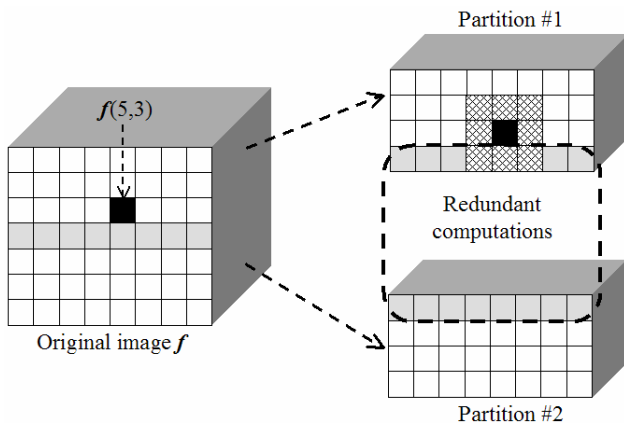 Partition #1
f(5,3)
Redundant
computations
Original image f
Partition #2